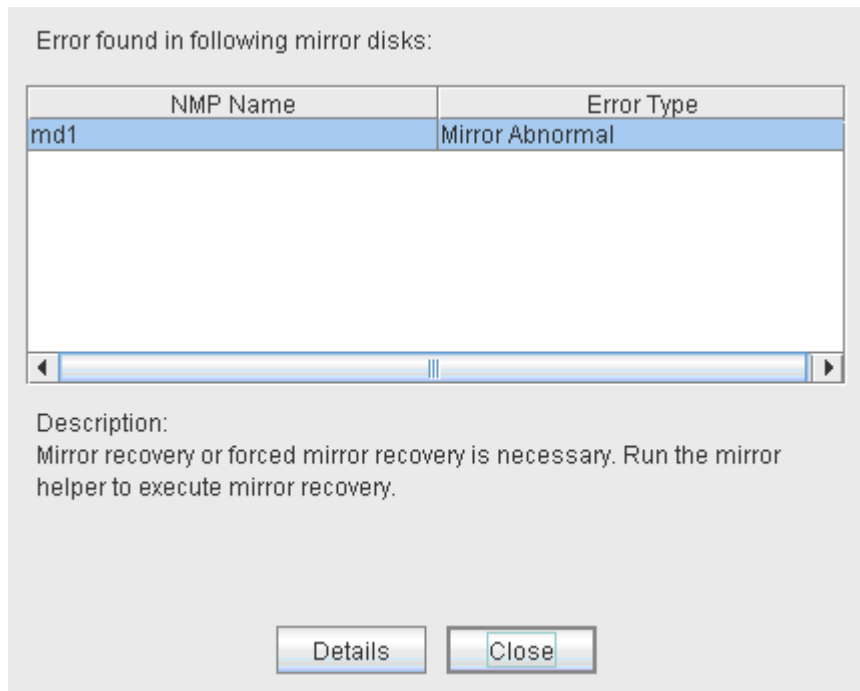 Error found in following mirror disks:
NMP Name Error Type
md1 Mirror Abnormal
Description:
Mirror recovery or forced mirror recovery is necessary. Run the mirror
helper to execute mirror recovery.
Details Close